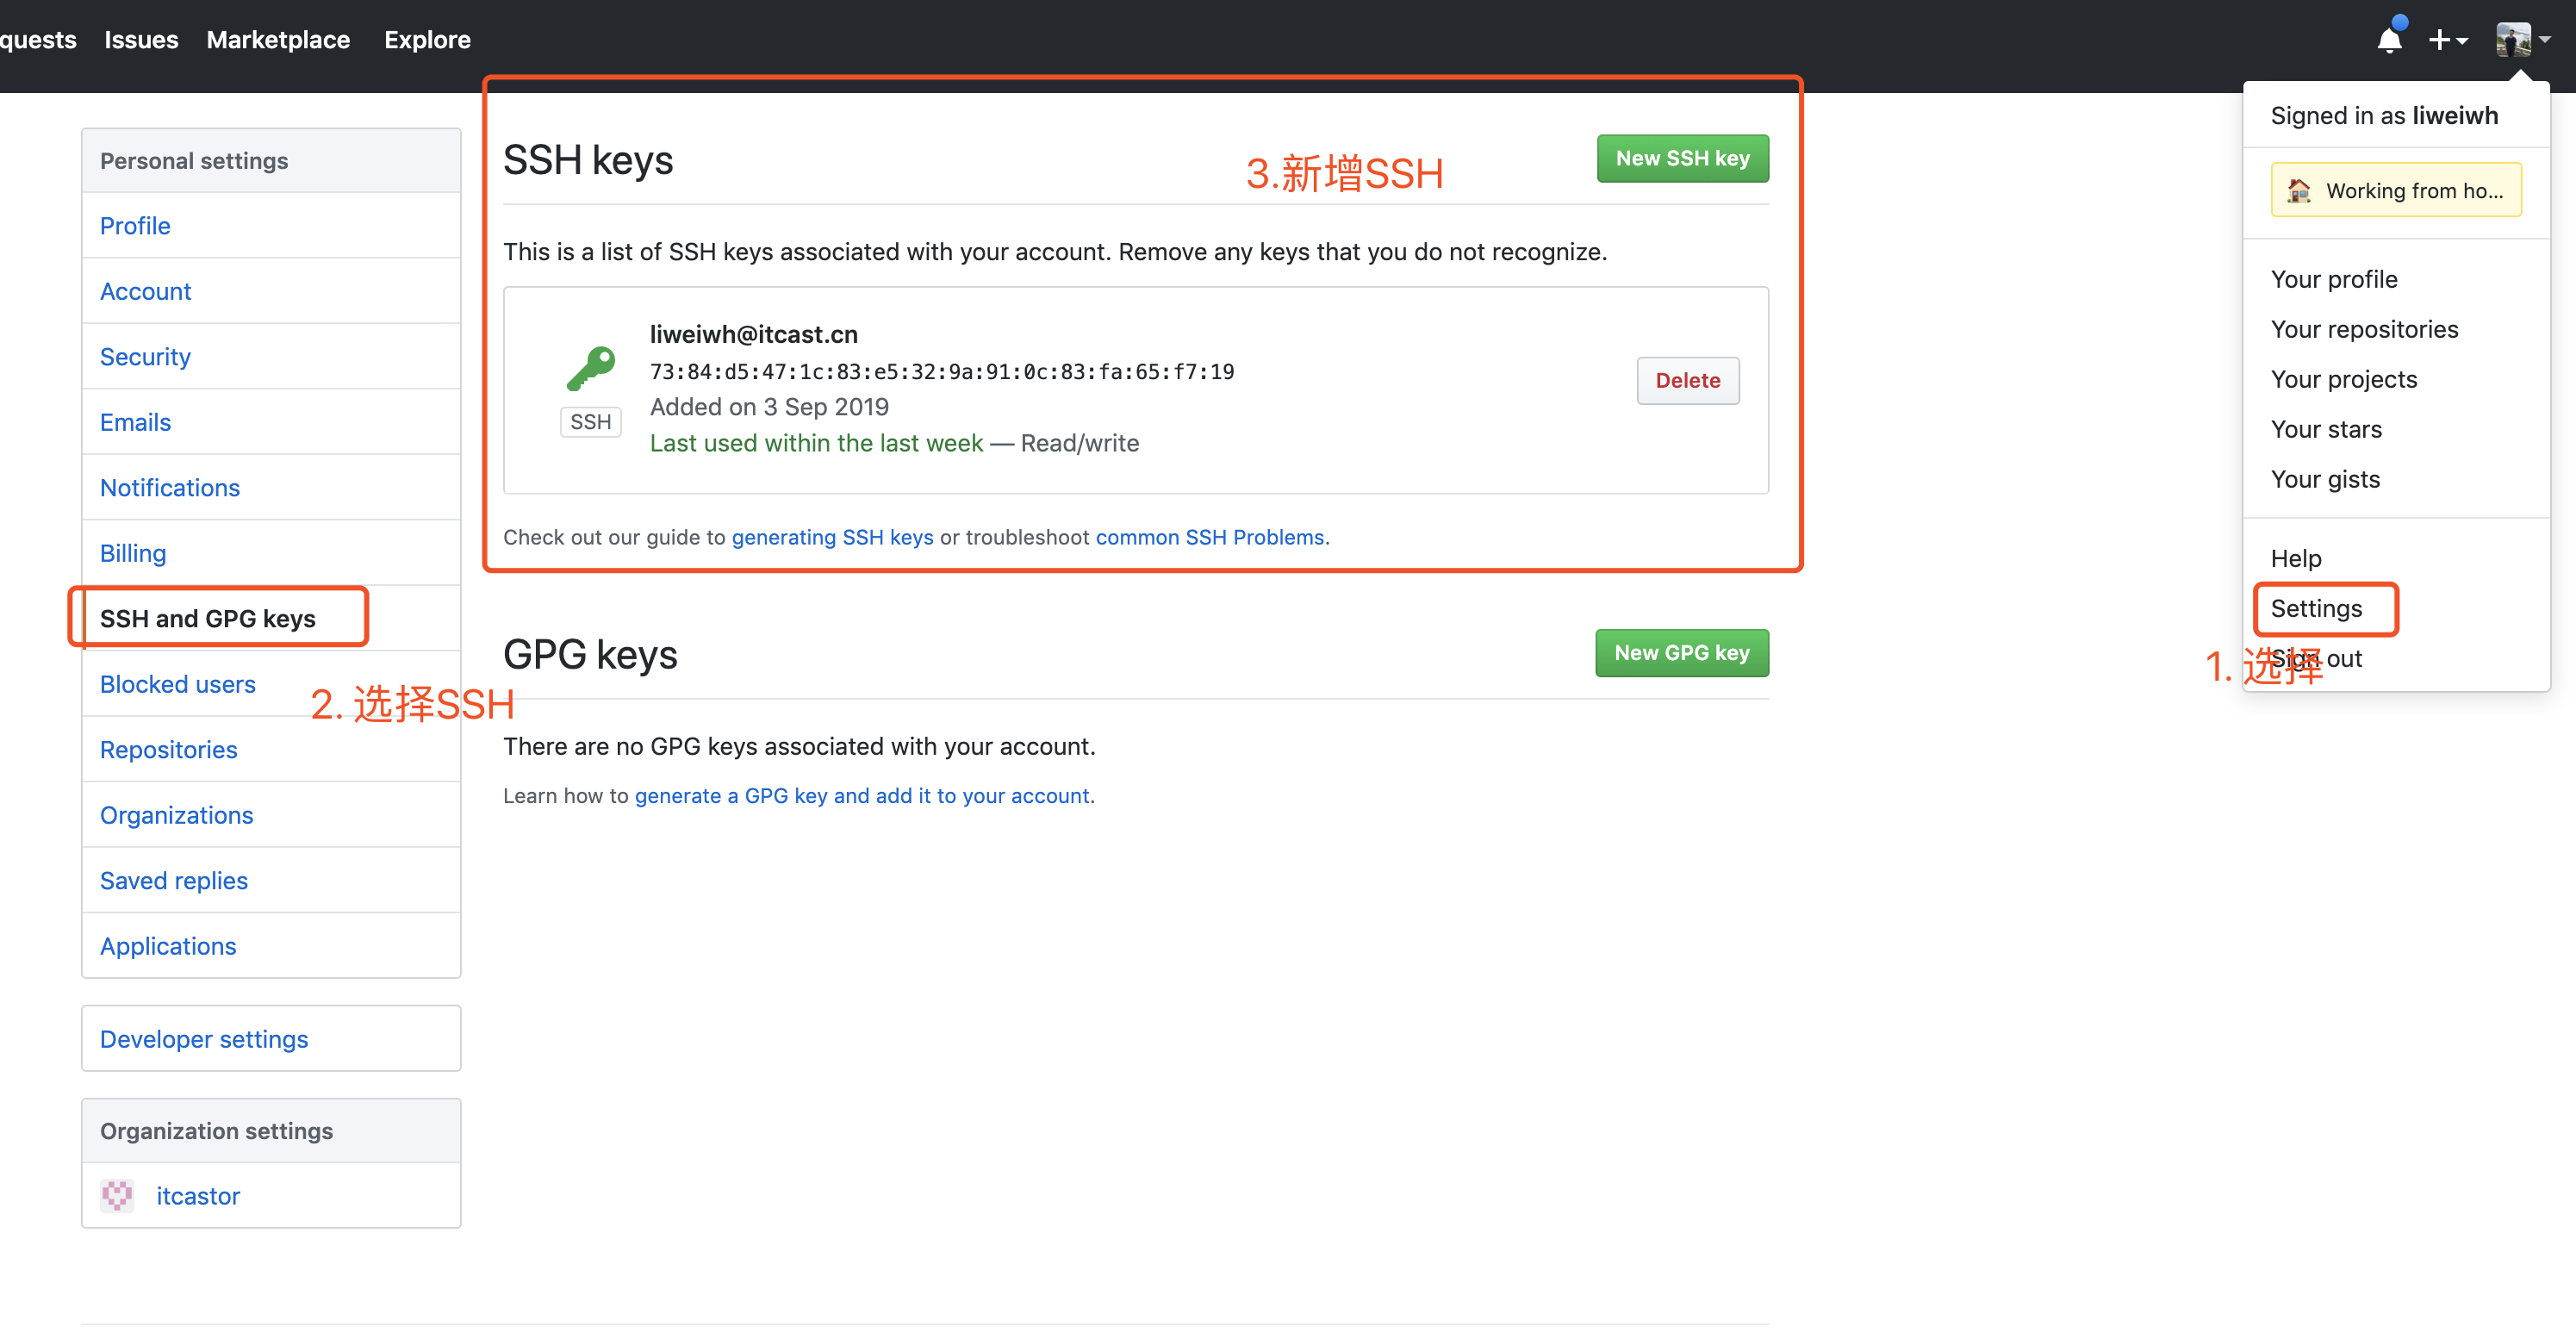 quests Issues Marketplace Explore
Signed in as liweiwh
Working from ho...
Your profile
Your repositories
Your projects
Your stars
Your gists
Help
Settings
Sign out
1. 选择
Personal settings
Profile
Account
Security
Emails
Notifications
Billing
SSH and GPG keys
Blocked users
Repositories
Organizations
Saved replies
Applications
Developer settings
Organization settings
itcastor
2. 选择SSH
SSH keys
3.新增SSH
New SSH key
This is a list of SSH keys associated with your account. Remove any keys that you do not recognize.
SSH
liweiwh@itcast.cn
73:84:d5:47:1c:83:e5:32:9a:91:0c:83:fa:65:f7:19
Added on 3 Sep 2019
Last used within the last week — Read/write
Delete
Check out our guide to generating SSH keys or troubleshoot common SSH Problems.
GPG keys
New GPG key
There are no GPG keys associated with your account.
Learn how to generate a GPG key and add it to your account.